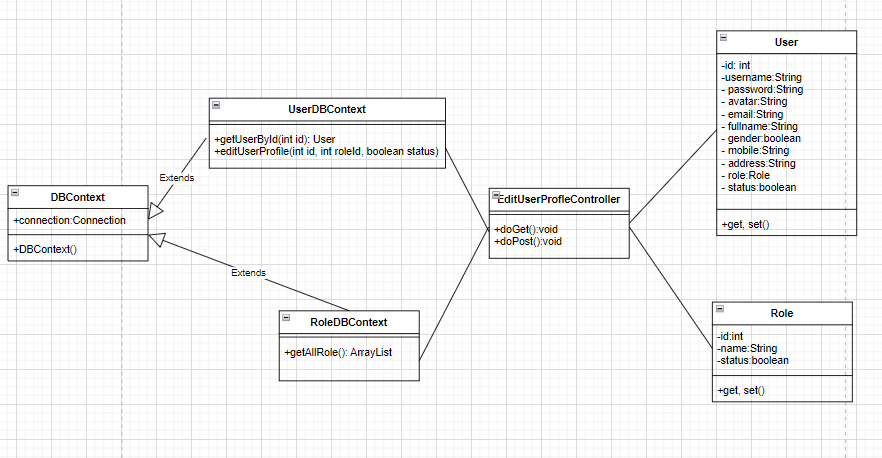 User
-id: int
-username:String
- password:String
- avatar:String
- email:String
- fullname:String
- gender:boolean
- mobile:String
- address:String
- role:Role
- status:boolean
+get, set()
UserDBContext
+getUserById(int id): User
+editUserProfile(int id, int roleId, boolean status)
Extends
DBContext
+connection:Connection
+DBContext()
EditUserProfleController
+doGet():void
+doPost():void
Extends
RoleDBContext
+getAllRole(): ArrayList
Role
-id:int
-name:String
-status:boolean
+get, set()